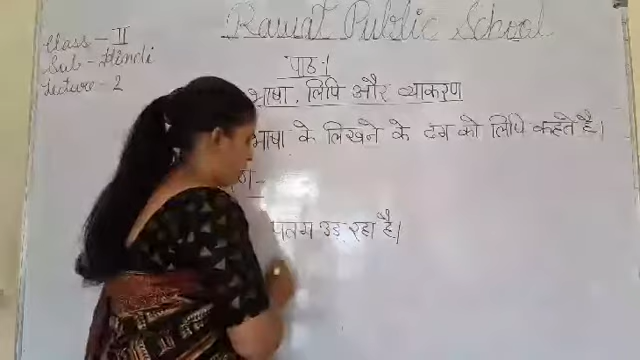 Rawat Public School
Class - II
Sub - Hindi
Lecture - 2
पाठ-1
भाषा, लिपि और व्याकरण
भाषा के लिखने के ढंग को लिपि कहते है।
पतंग उड़ रहा है।